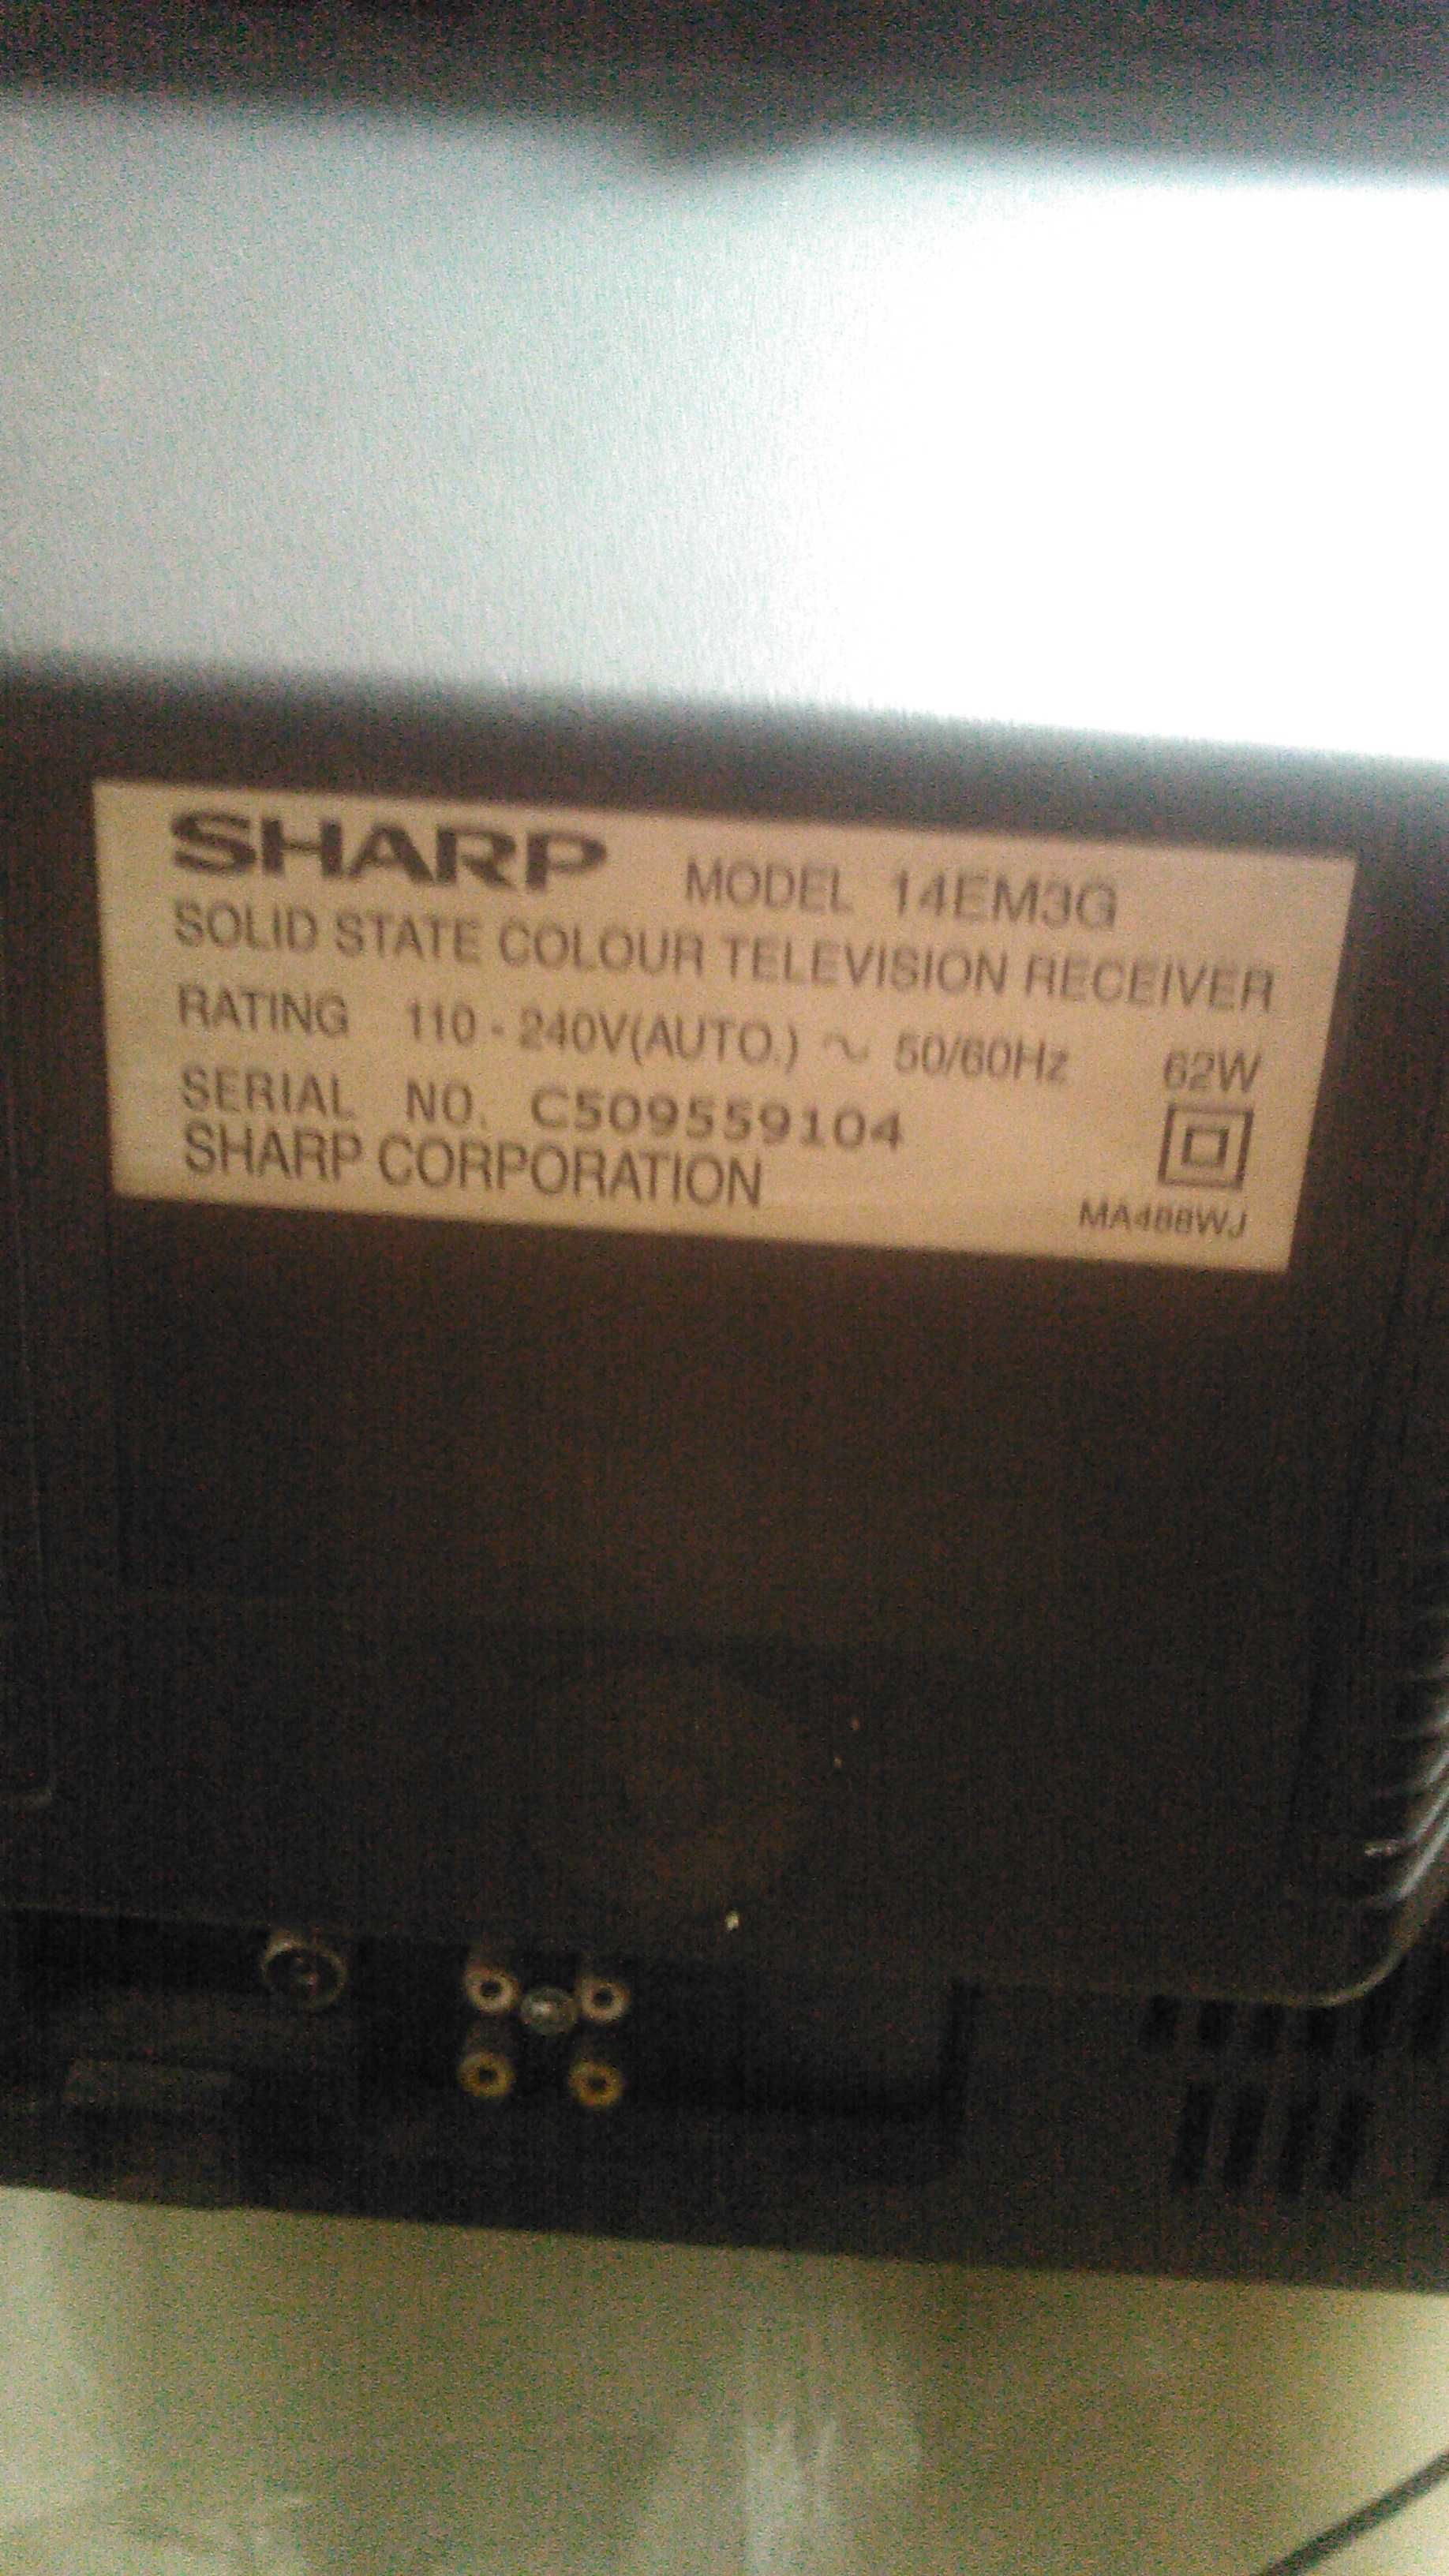 SHARP MODEL 14EM3G
SOLID STATE COLOUR TELEVISION RECEIVER
RATING 110 - 240V(AUTO.) ~ 50/60Hz 62W
SERIAL NO. C509559104
SHARP CORPORATION
MA488WJ